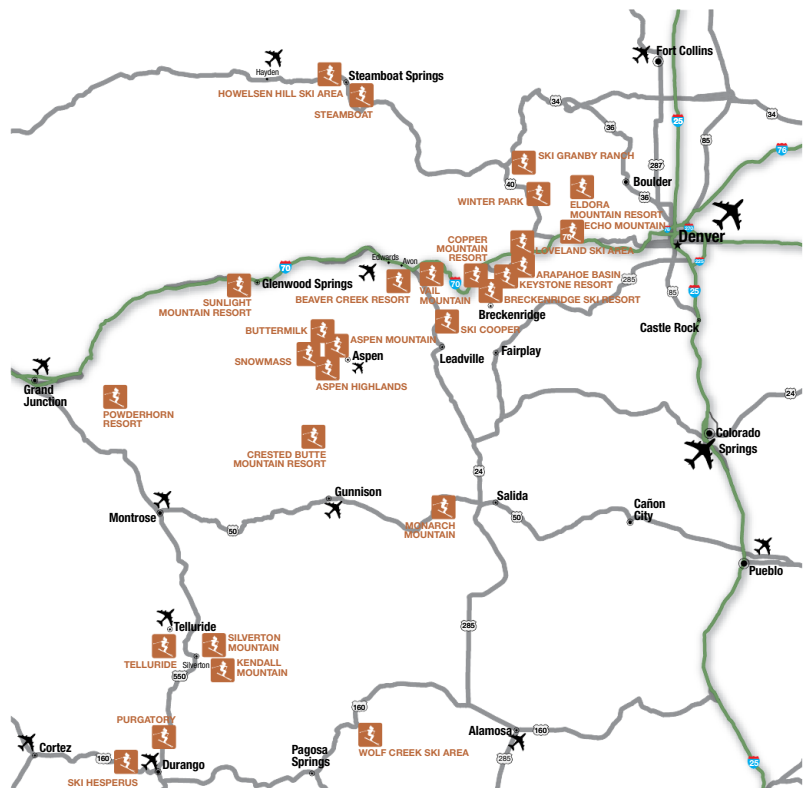 Fort Collins
Hayden
Steamboat Springs
HOWELSEN HILL SKI AREA
STEAMBOAT
34
34
25
36
85
76
287
SKI GRANBY RANCH
40
Boulder
36
WINTER PARK
ELDORA
MOUNTAIN RESORT
ECHO MOUNTAIN
70
Denver
COPPER
MOUNTAIN
RESORT
LOVELAND SKI AREA
Edwards
Avon
70
Glenwood Springs
SUNLIGHT
MOUNTAIN RESORT
BEAVER CREEK RESORT
VAIL
MOUNTAIN
70
ARAPAHOE BASIN
KEYSTONE RESORT
BRECKENRIDGE SKI RESORT
285
85
25
Breckenridge
Castle Rock
BUTTERMILK
ASPEN MOUNTAIN
SKI COOPER
SNOWMASS
Aspen
ASPEN HIGHLANDS
Leadville
Fairplay
Grand
Junction
POWDERHORN
RESORT
24
CRESTED BUTTE
MOUNTAIN RESORT
Colorado
Springs
24
Gunnison
Salida
Cañon
City
MONARCH
MOUNTAIN
Montrose
50
50
Pueblo
Telluride
285
TELLURIDE
Silverton
SILVERTON
MOUNTAIN
KENDALL
MOUNTAIN
550
PURGATORY
160
Cortez
160
SKI HESPERUS
Durango
Pagosa
Springs
WOLF CREEK SKI AREA
Alamosa
160
285
25